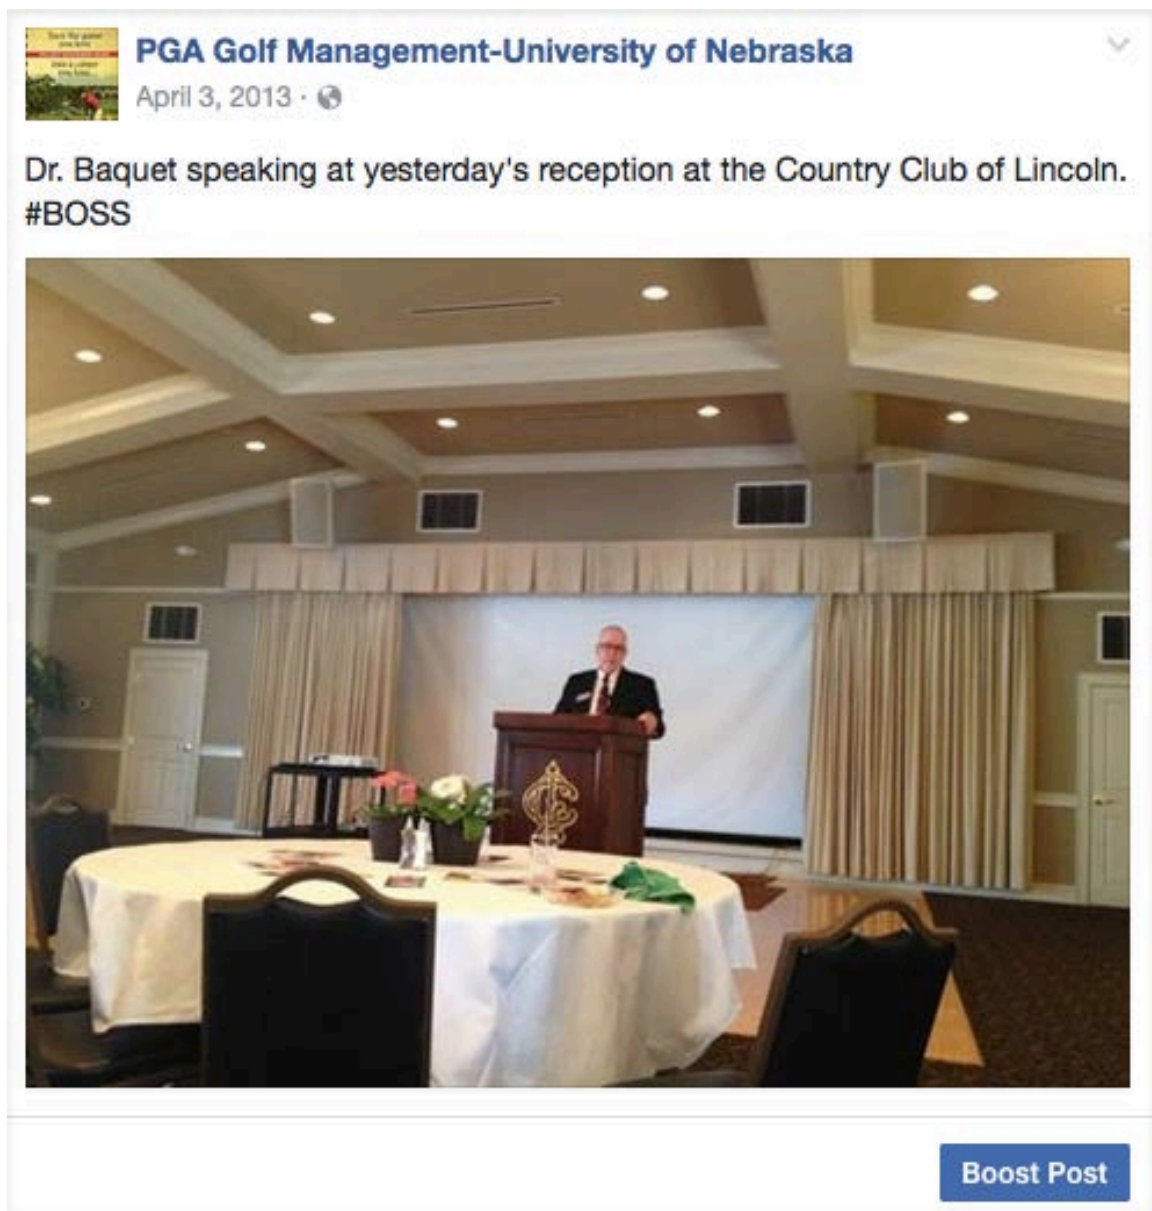 PGA Golf Management-University of Nebraska
April 3, 2013
Dr. Baquet speaking at yesterday's reception at the Country Club of Lincoln.
#BOSS
Boost Post